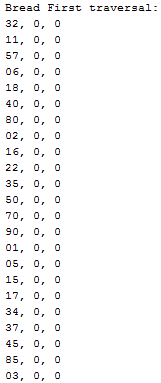 Bread First traversal:
32, 0, 0
11, 0, 0
57, 0, 0
06, 0, 0
18, 0, 0
40, 0, 0
80, 0, 0
02, 0, 0
16, 0, 0
22, 0, 0
35, 0, 0
50, 0, 0
70, 0, 0
90, 0, 0
01, 0, 0
05, 0, 0
15, 0, 0
17, 0, 0
34, 0, 0
37, 0, 0
45, 0, 0
85, 0, 0
03, 0, 0